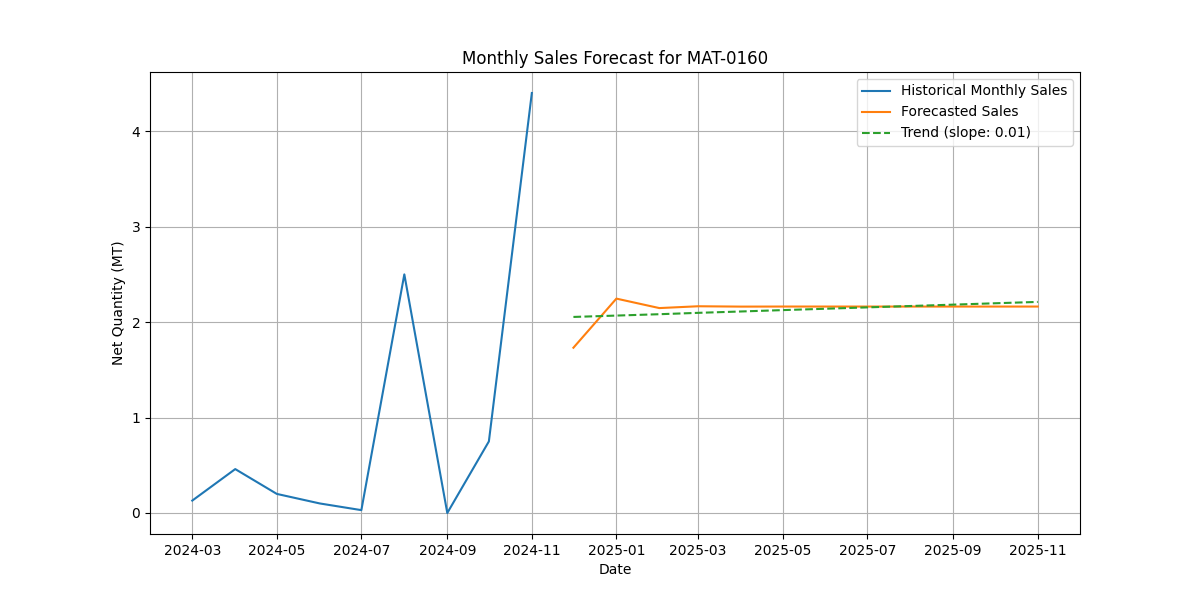 Monthly Sales Forecast for MAT-0160
Historical Monthly Sales
Forecasted Sales
Trend (slope: 0.01)
Net Quantity (MT)
4
3
2
1
0
2024-03 2024-05 2024-07 2024-09 2024-11 2025-01 2025-03 2025-05 2025-07 2025-09 2025-11
Date